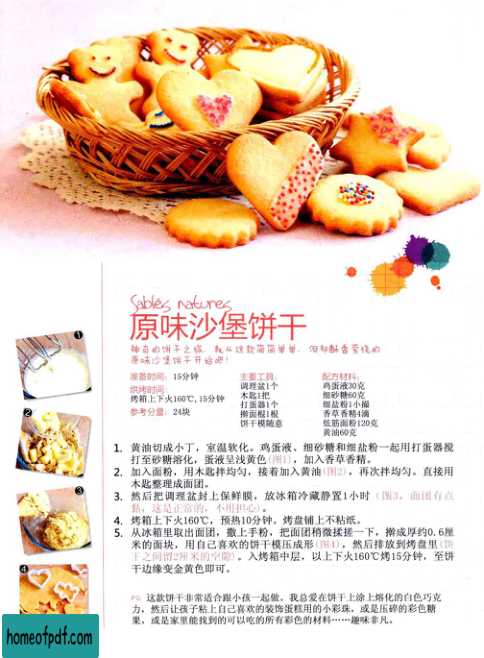 Sablés natures
原味沙堡饼干
神奇的饼干之旅，就从这款简简单单，但却酥香萦绕的
原味沙堡饼干开始吧！
准备时间：15分钟
烘烤时间：
烤箱上下火160℃，15分钟
参考分量：24块
主要工具：
调理盆1个
木匙1把
打蛋器1个
擀面棍1根
饼干模随意
配方材料：
鸡蛋液30克
细砂糖60克
细盐粉1小撮
香草香精4滴
低筋面粉120克
黄油60克
1. 黄油切成小丁，室温软化。鸡蛋液、细砂糖和细盐粉一起用打蛋器搅
打至砂糖溶化，蛋液呈浅黄色(图1)，加入香草香精。
2. 加入面粉，用木匙拌均匀，接着加入黄油(图2)，再次拌均匀。直接用
木匙整理成面团。
3. 然后把调理盆封上保鲜膜，放冰箱冷藏静置1小时（图3，面团有点
黏，这是正常的，不用担心）。
4. 烤箱上下火160℃，预热10分钟。烤盘铺上不粘纸。
5. 从冰箱里取出面团，撒上手粉，把面团稍微揉搓一下，擀成厚约0.6厘
米的面块，用自己喜欢的饼干模压成形(图4)，然后排放到烤盘里(饼
干之间留2厘米的空隙)。入烤箱中层，以上下火160℃烤15分钟，至饼
干边缘变金黄色即可。
PS: 这款饼干非常适合跟小孩一起做。我总爱在饼干上涂上熔化的白色巧克
力，然后让孩子粘上自己喜欢的装饰蛋糕用的小彩珠，或是压碎的彩色糖
果，或是家里能找到的可以吃的所有彩色的材料……趣味非凡。
1
2
3
4
homeofpdf.com